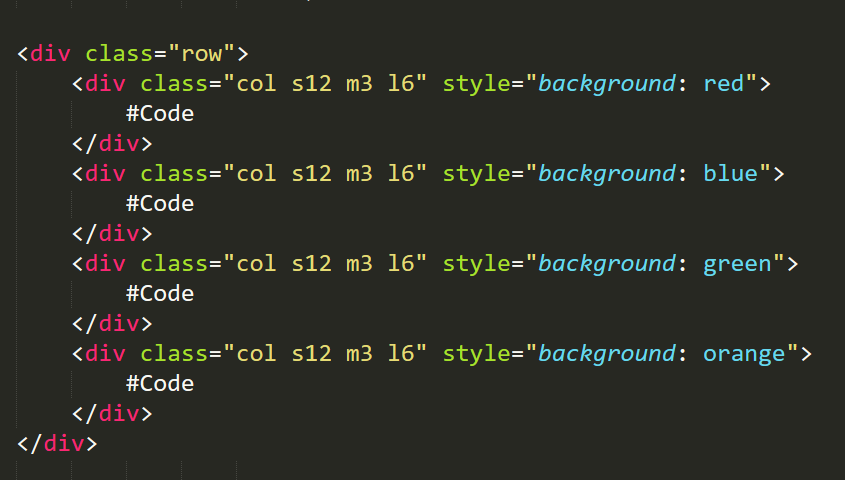 <div class="row">
<div class="col s12 m3 l6" style="background: red">
#Code
</div>
<div class="col s12 m3 l6" style="background: blue">
#Code
</div>
<div class="col s12 m3 l6" style="background: green">
#Code
</div>
<div class="col s12 m3 l6" style="background: orange">
#Code
</div>
</div>